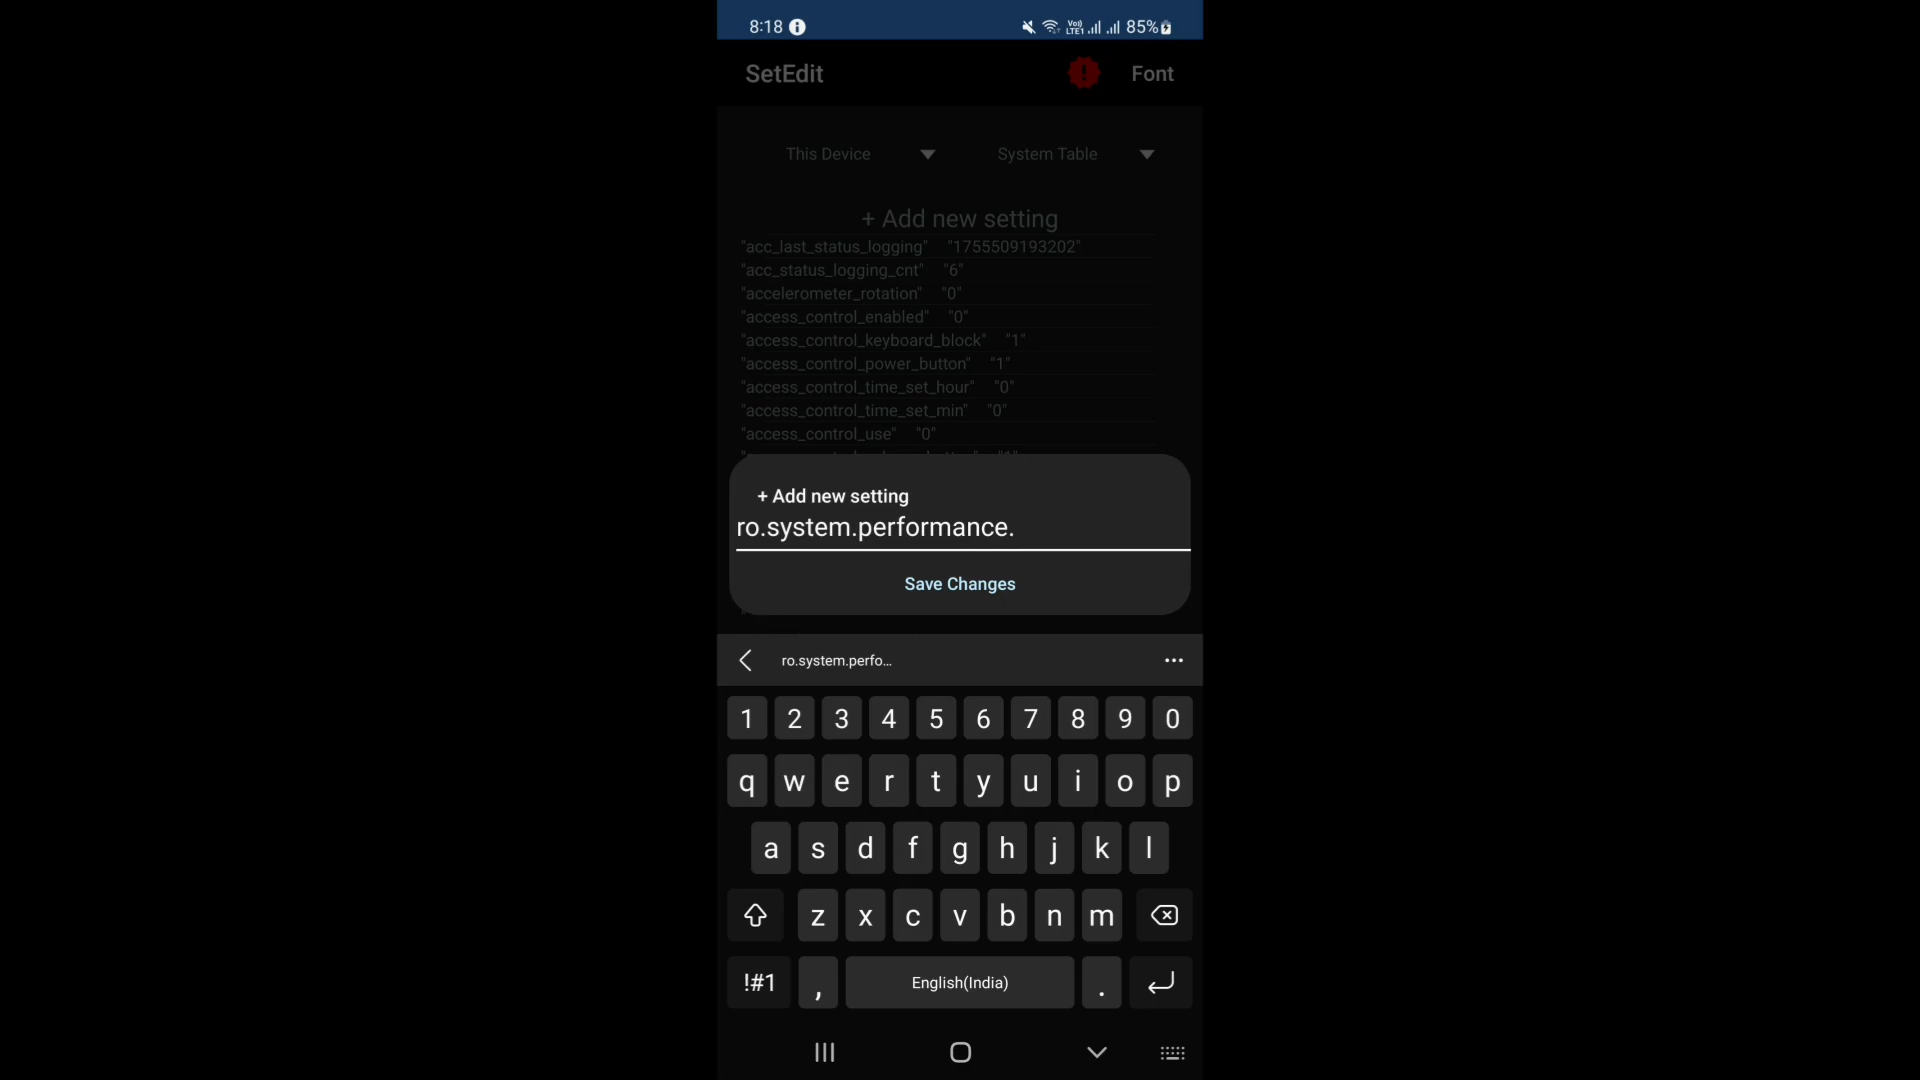 8:18
Vo)) LTE1 85%
SetEdit
Font
This Device
System Table
+ Add new setting
"acc_last_status_logging" "1755509193202"
"acc_status_logging_cnt" "6"
"accelerometer_rotation" "0"
"access_control_enabled" "0"
"access_control_keyboard_block" "1"
"access_control_power_button" "1"
"access_control_time_set_hour" "0"
"access_control_time_set_min" "0"
"access_control_use" "0"
+ Add new setting
ro.system.performance.
Save Changes
ro.system.perfo...
1 2 3 4 5 6 7 8 9 0
q w e r t y u i o p
a s d f g h j k l
z x c v b n m
!#1 , English(India) .